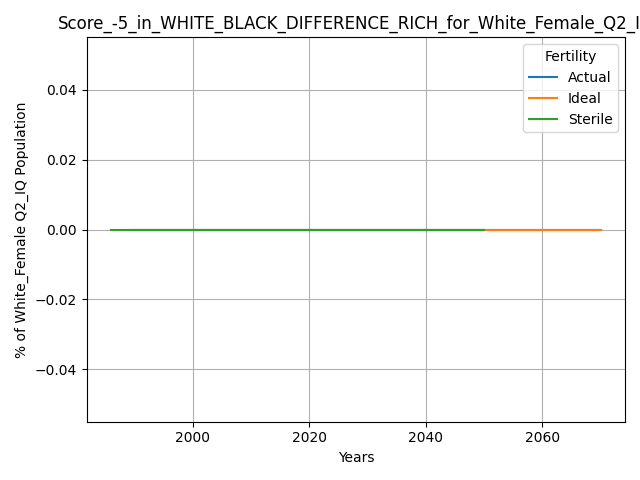 Score_-5_in_WHITE_BLACK_DIFFERENCE_RICH_for_White_Female_Q2_I
Fertility
Actual
Ideal
Sterile
0.04
0.02
0.00
−0.02
−0.04
% of White_Female Q2_IQ Population
2000 2020 2040 2060
Years